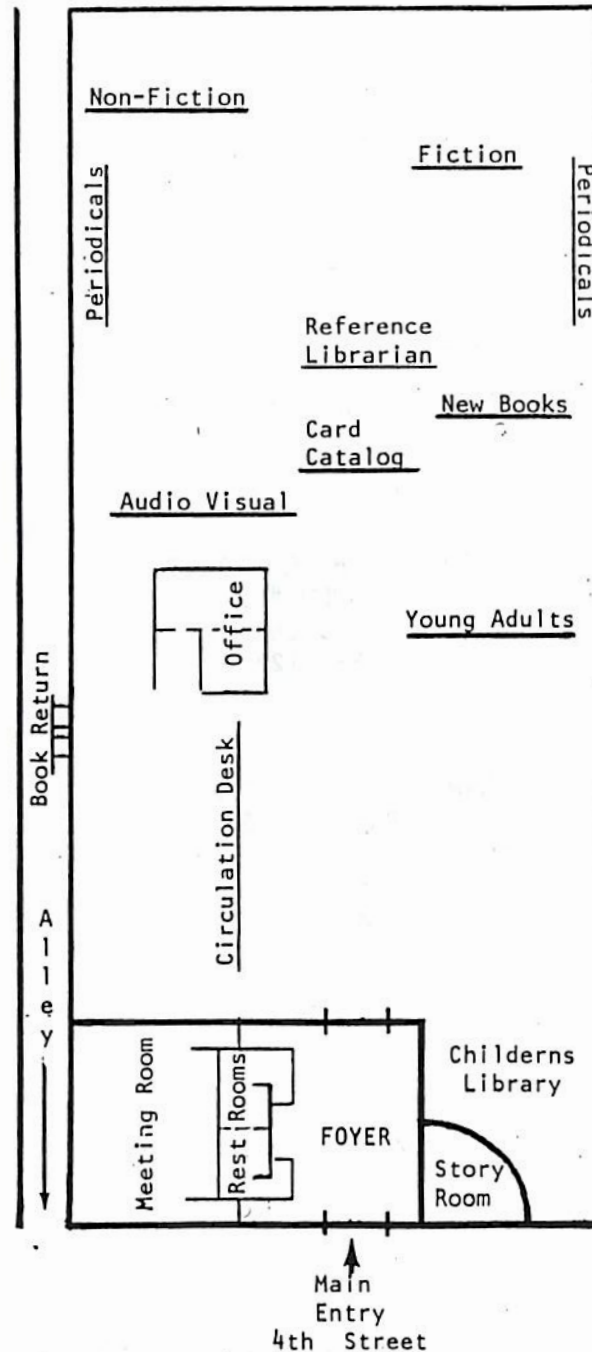 Non-Fiction
Fiction
Periodicals
Periodicals
Reference
Librarian
New Books
Card
Catalog
Audio Visual
Office
Young Adults
Book Return
Circulation Desk
Alley
Meeting Room
Rest Rooms
FOYER
Childerns
Library
Story
Room
Main
Entry
4th Street